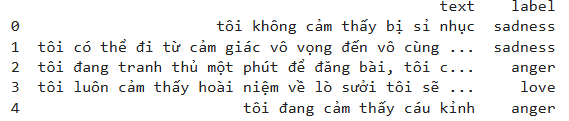 text label
0 tôi không cảm thấy bị sỉ nhục sadness
1 tôi có thể đi từ cảm giác vô vọng đến vô cùng ... sadness
2 tôi đang tranh thủ một phút để đăng bài, tôi c... anger
3 tôi luôn cảm thấy hoài niệm về lò sưởi tôi sẽ ... love
4 tôi đang cảm thấy cáu kỉnh anger